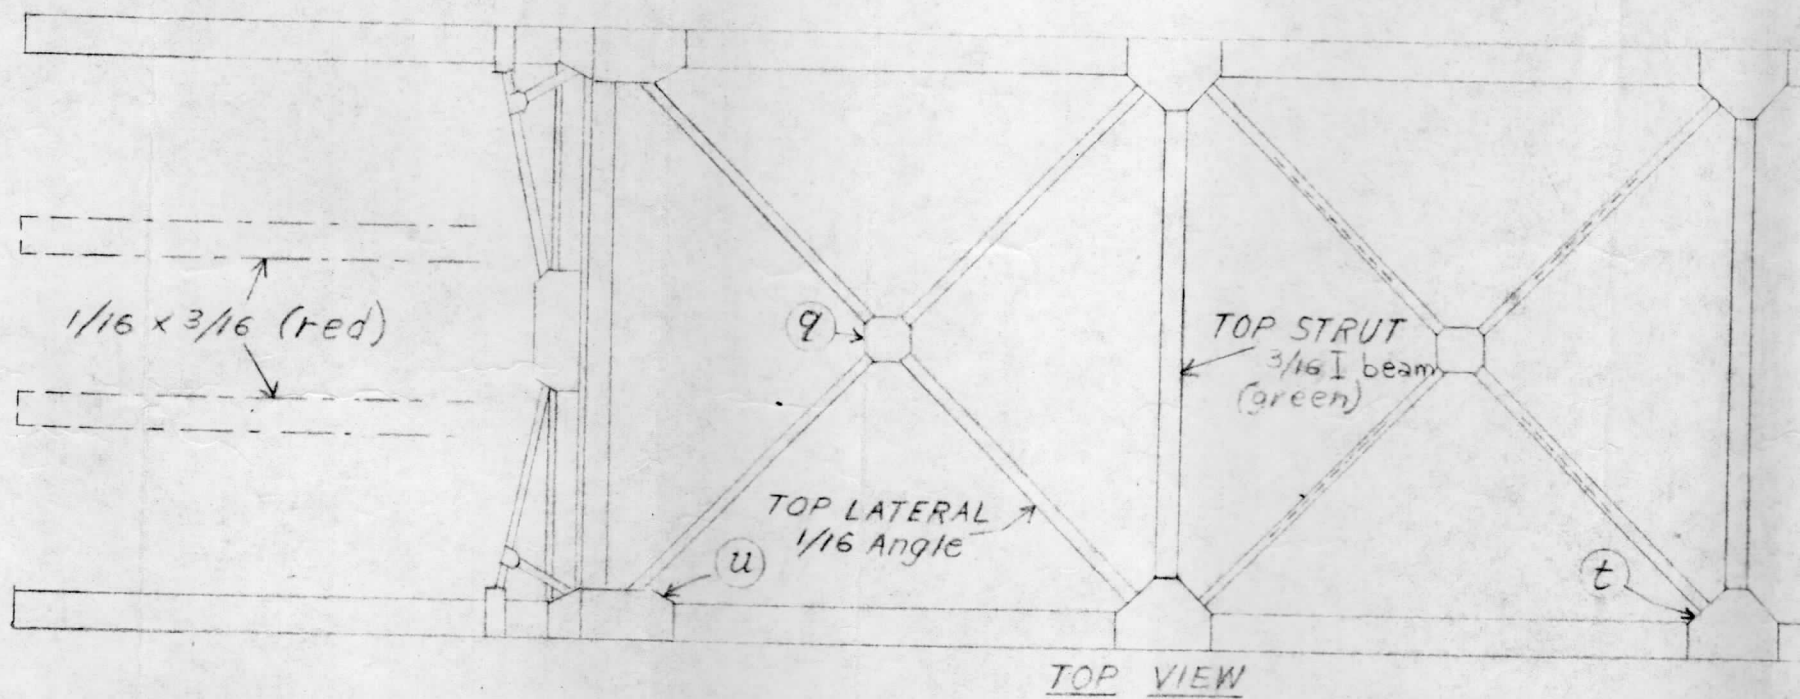 1/16 x 3/16 (red)
q
TOP STRUT
3/16 I beam
(green)
TOP LATERAL
1/16 Angle
u
t
TOP VIEW